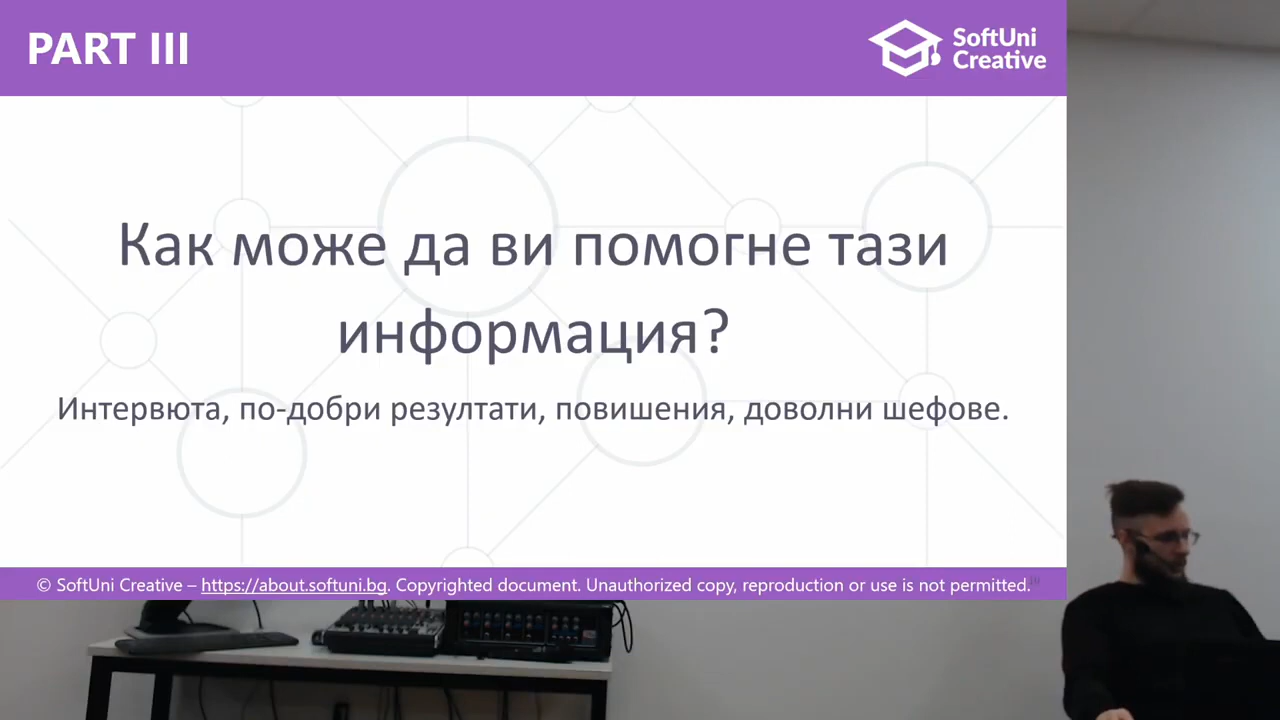 PART III
SoftUni
Creative
Как може да ви помогне тази
информация?
Интервюта, по-добри резултати, повишения, доволни шефове.
© SoftUni Creative – https://about.softuni.bg. Copyrighted document. Unauthorized copy, reproduction or use is not permitted.